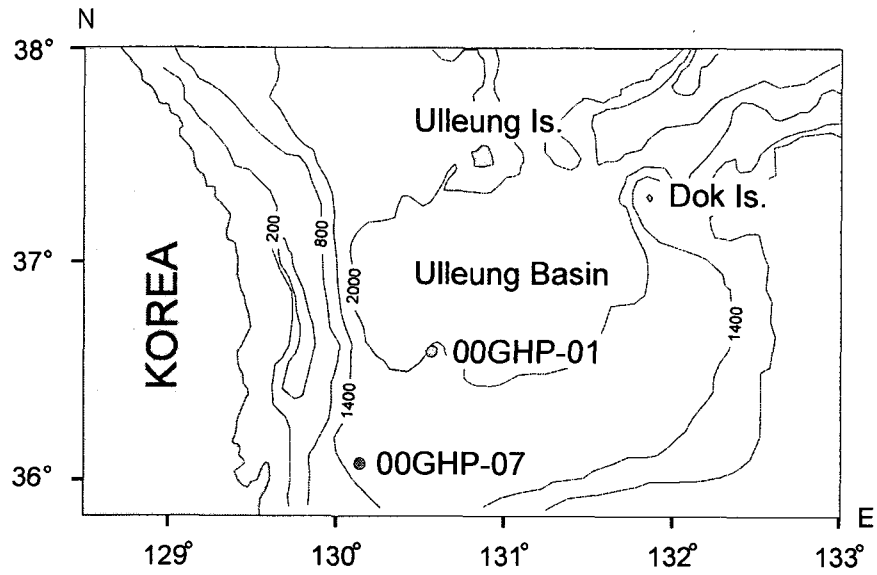 N
38°
Ulleung Is.
Dok Is.
200
800
37°
2000
Ulleung Basin
KOREA
1400
00GHP-01
1400
00GHP-07
36°
E
129°
130°
131°
132°
133°